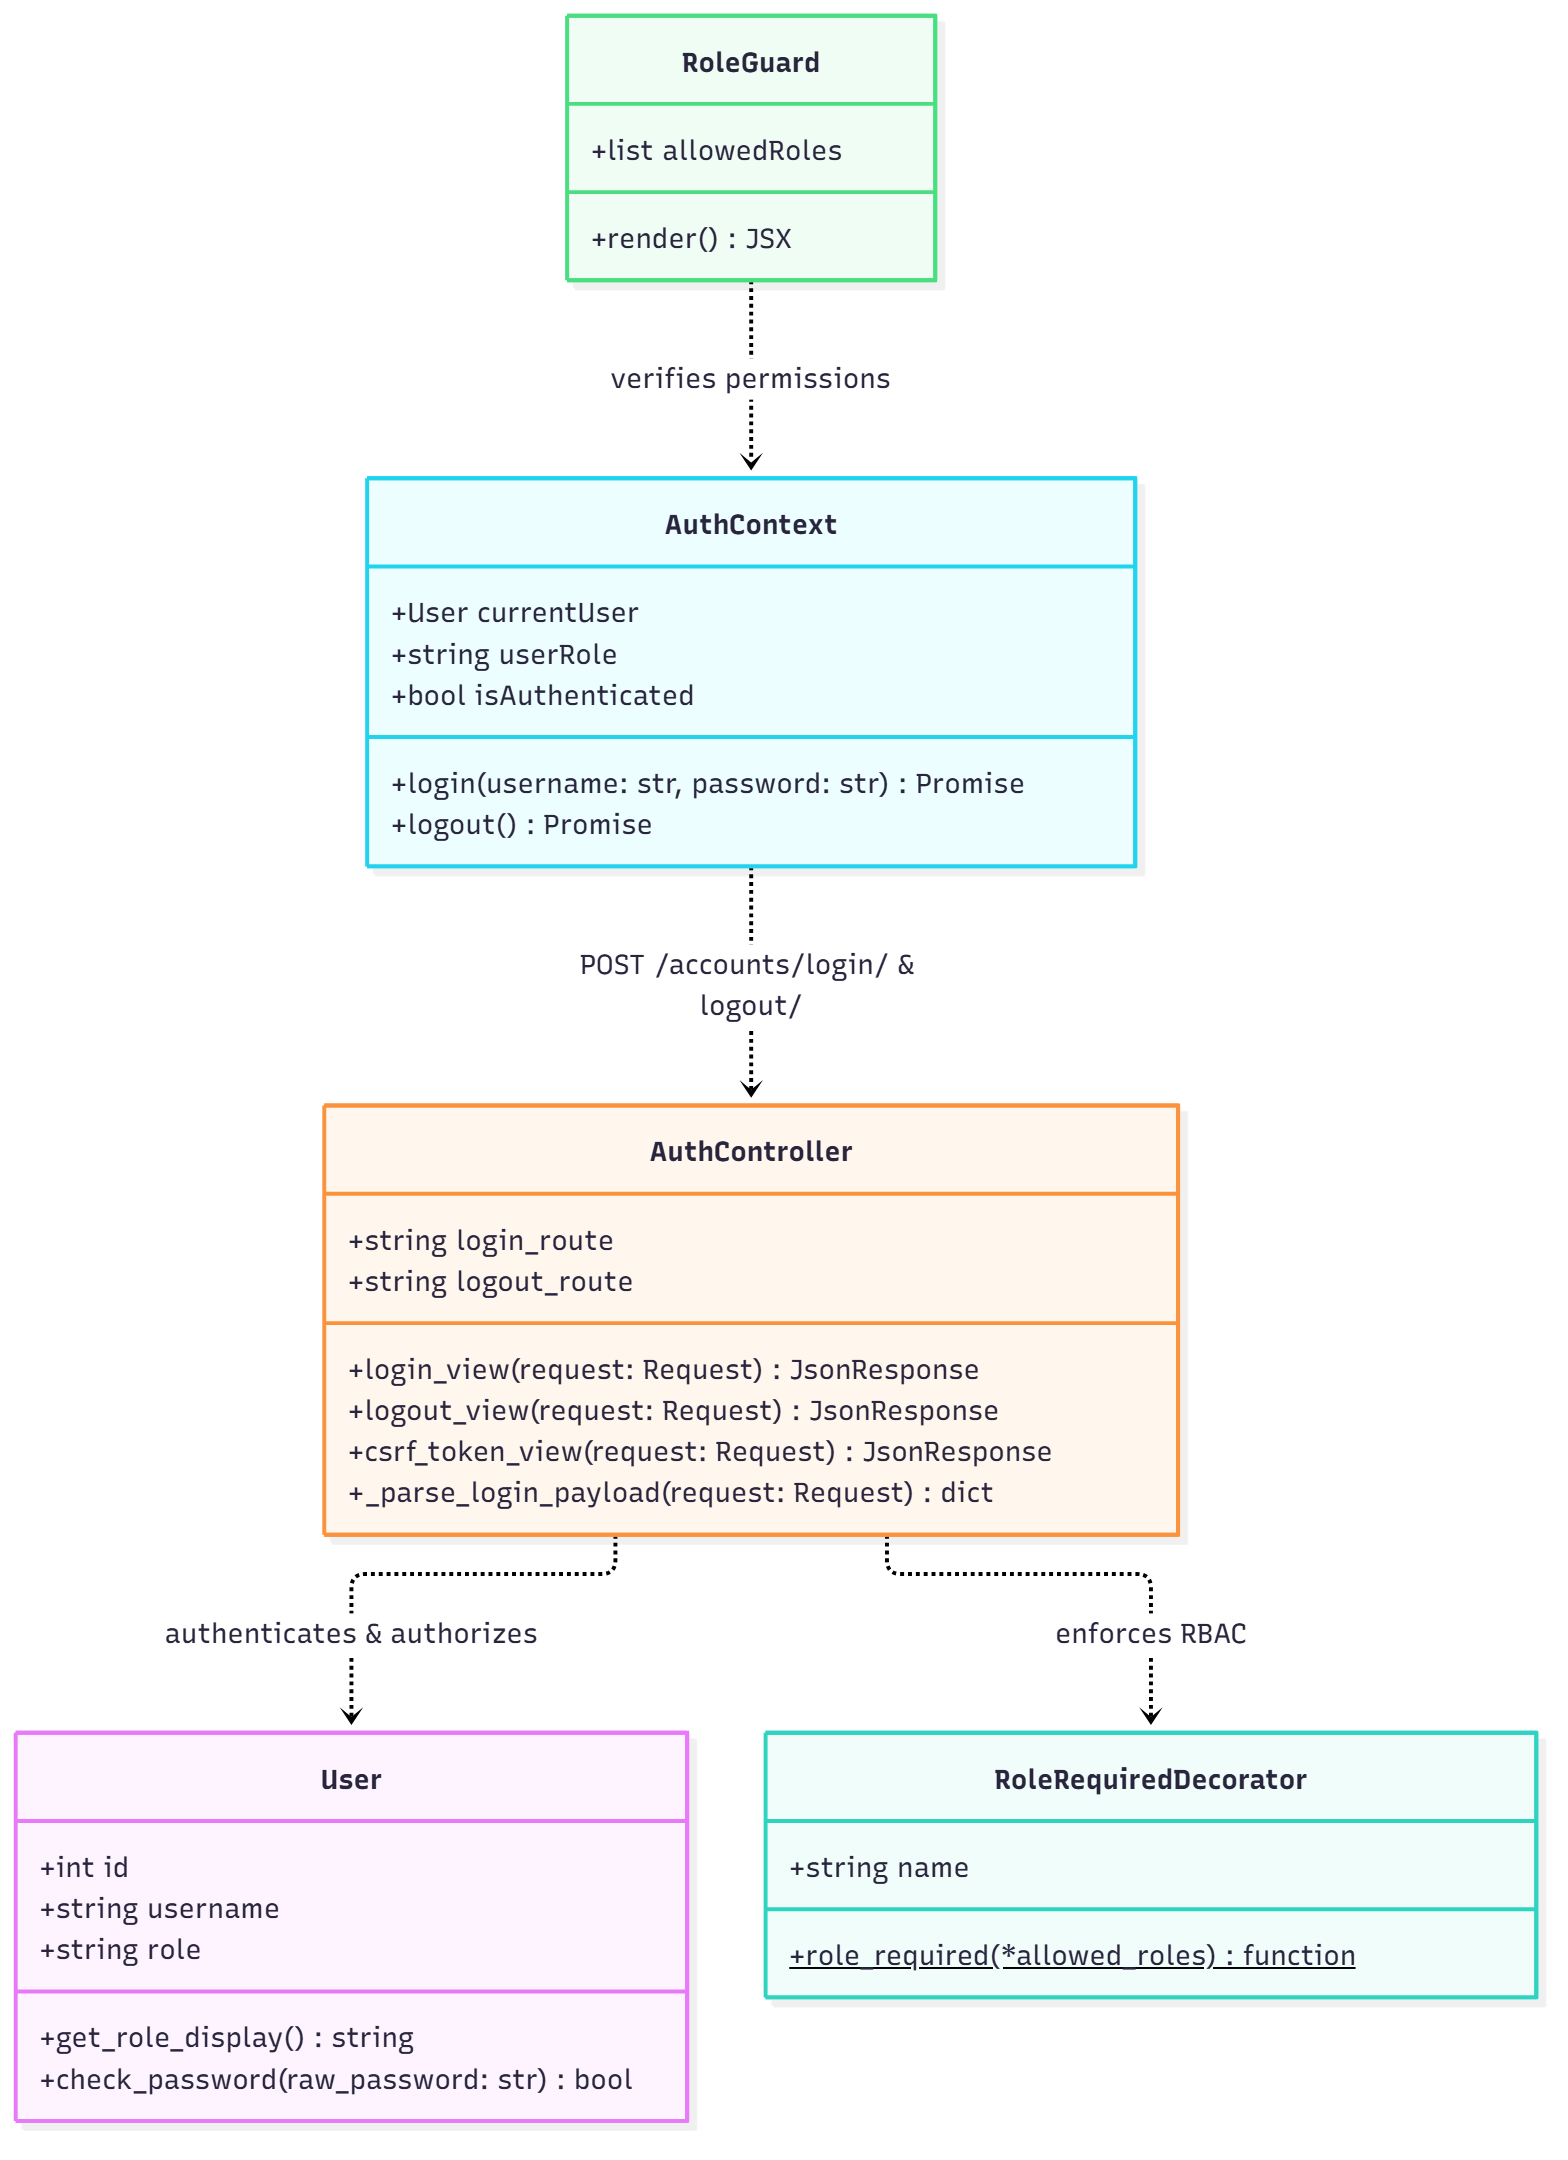 RoleGuard
+list allowedRoles
+render() : JSX
verifies permissions
AuthContext
+User currentUser
+string userRole
+bool isAuthenticated
+login(username: str, password: str) : Promise
+logout() : Promise
POST /accounts/login/ &
logout/
AuthController
+string login_route
+string logout_route
+login_view(request: Request) : JsonResponse
+logout_view(request: Request) : JsonResponse
+csrf_token_view(request: Request) : JsonResponse
+_parse_login_payload(request: Request) : dict
authenticates & authorizes
enforces RBAC
User
+int id
+string username
+string role
+get_role_display() : string
+check_password(raw_password: str) : bool
RoleRequiredDecorator
+string name
+role_required(*allowed_roles) : function